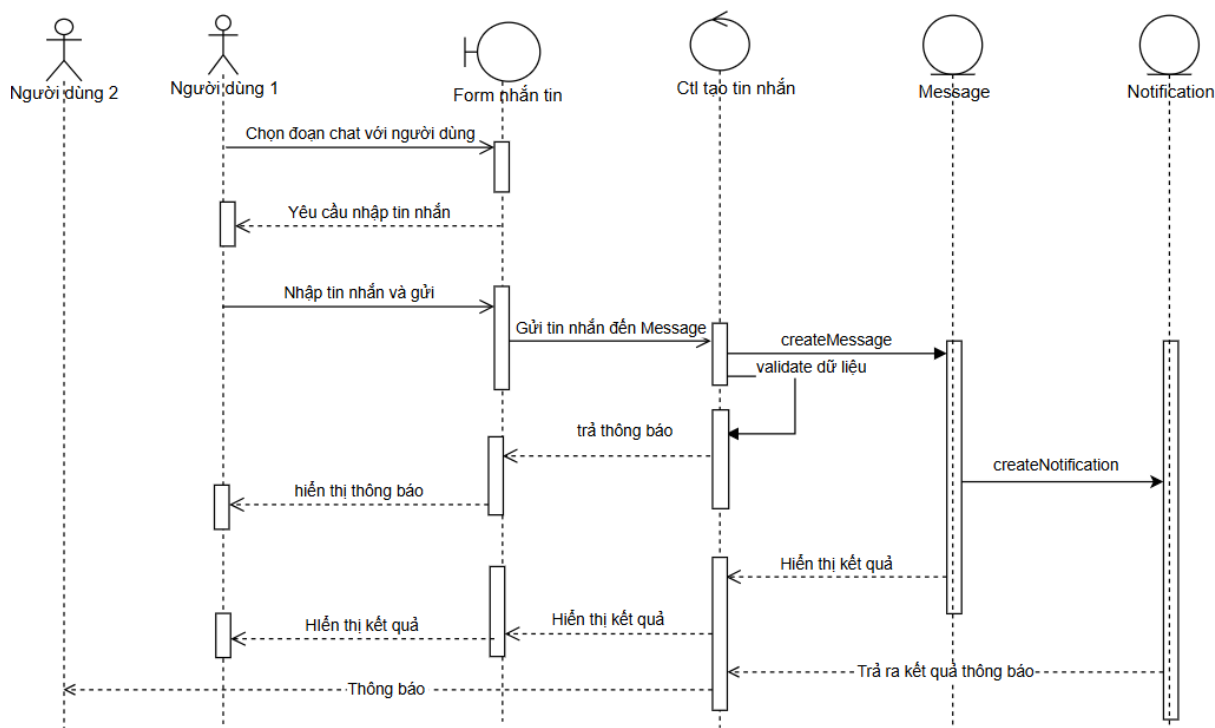 Người dùng 2
Người dùng 1
Form nhắn tin
Ctl tạo tin nhắn
Message
Notification
Chọn đoạn chat với người dùng
Yêu cầu nhập tin nhắn
Nhập tin nhắn và gửi
Gửi tin nhắn đến Message
createMessage
validate dữ liệu
trả thông báo
createNotification
hiển thị thông báo
Hiển thị kết quả
Hiển thị kết quả
HIển thị kết quả
Trả ra kết quả thông báo
Thông báo